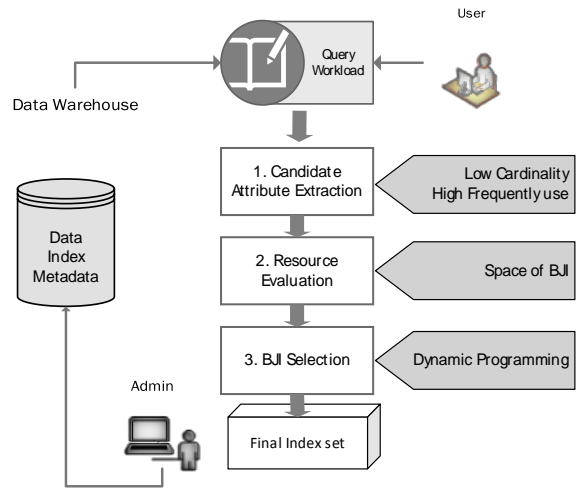 User
Query
Workload
Data Warehouse
1. Candidate
Attribute Extraction
Low Cardinality
High Frequently use
Data
Index
Metadata
2. Resource
Evaluation
Space of BJI
3. BJI Selection
Dynamic Programming
Admin
Final Index set